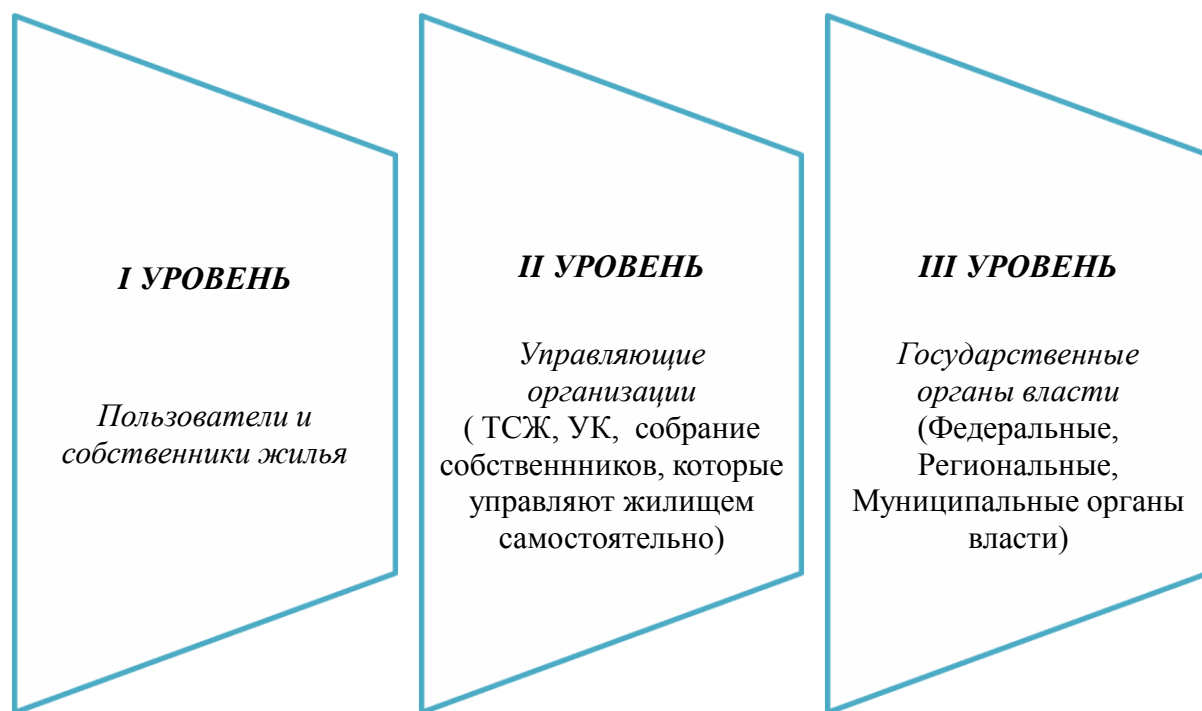 I УРОВЕНЬ
Пользователи и
собственники жилья
II УРОВЕНЬ
Управляющие
организации
( ТСЖ, УК, собрание
собственнников, которые
управляют жилищем
самостоятельно)
III УРОВЕНЬ
Государственные
органы власти
(Федеральные,
Региональные,
Муниципальные органы
власти)